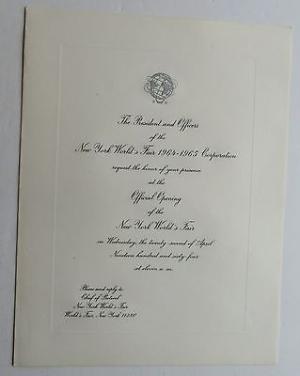 The President and Officers
of the
New York World's Fair 1964-1965 Corporation
request the honor of your presence
at the
Official Opening
of the
New York World's Fair
on Wednesday, the twenty second of April
Nineteen hundred and sixty-four
at eleven a.m.
Please send reply to
Chief of Protocol
New York World's Fair
World's Fair, New York 11380